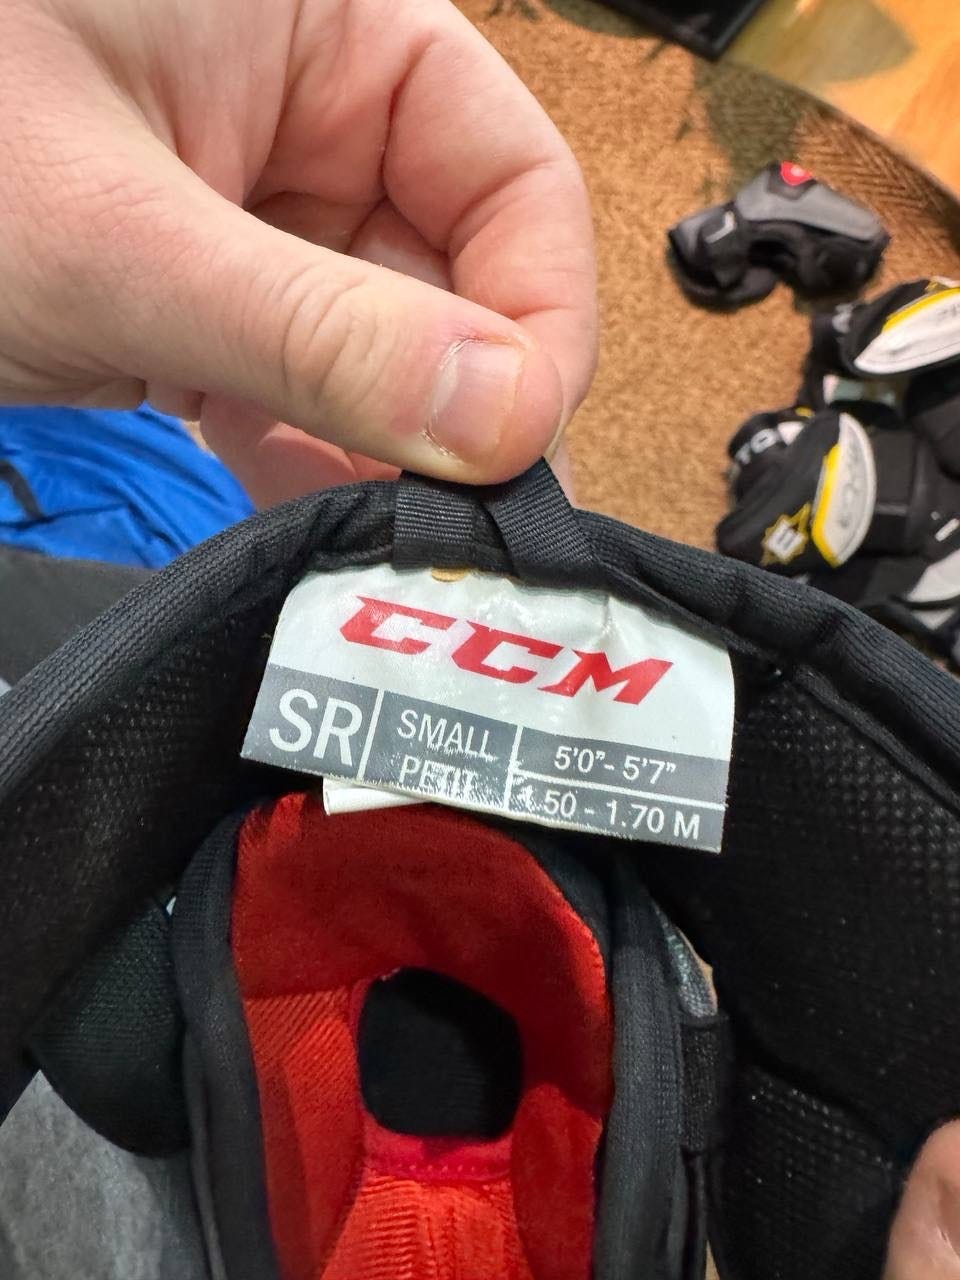 CCM
SR
SMALL
PETIT
5'0"- 5'7"
1.50 - 1.70 M
E